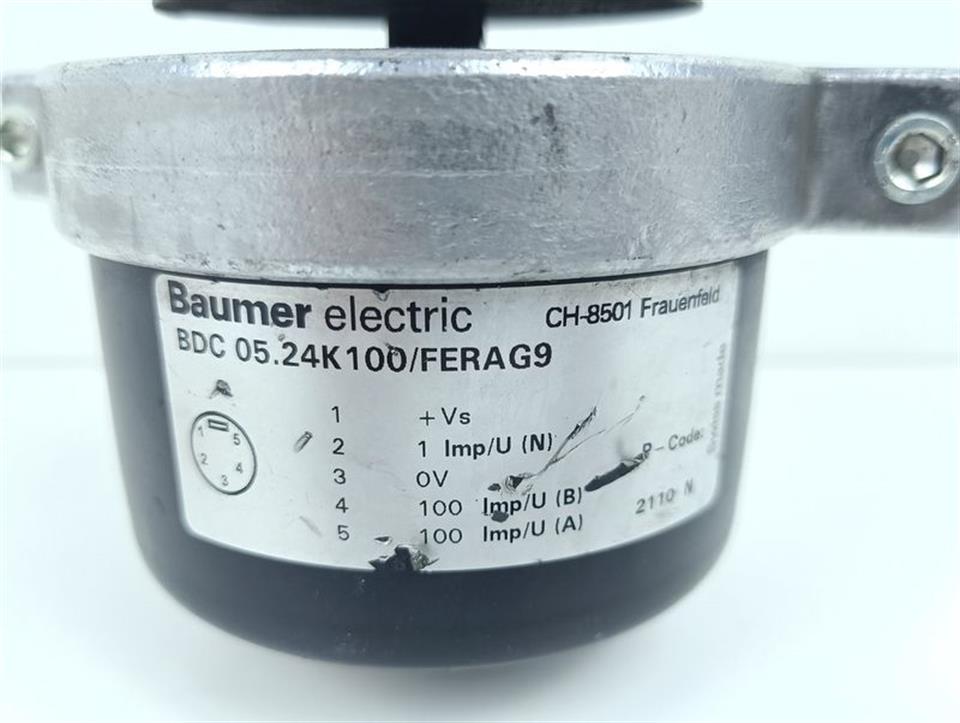 Baumer electric CH-8501 Frauenfeld
BDC 05.24K100/FERAG9
1 +Vs
2 1 Imp/U (N)
3 0V
4 100 Imp/U (B)
5 100 Imp/U (A)
1 5
2 4
3
P-Code:
2110 N
Swiss made